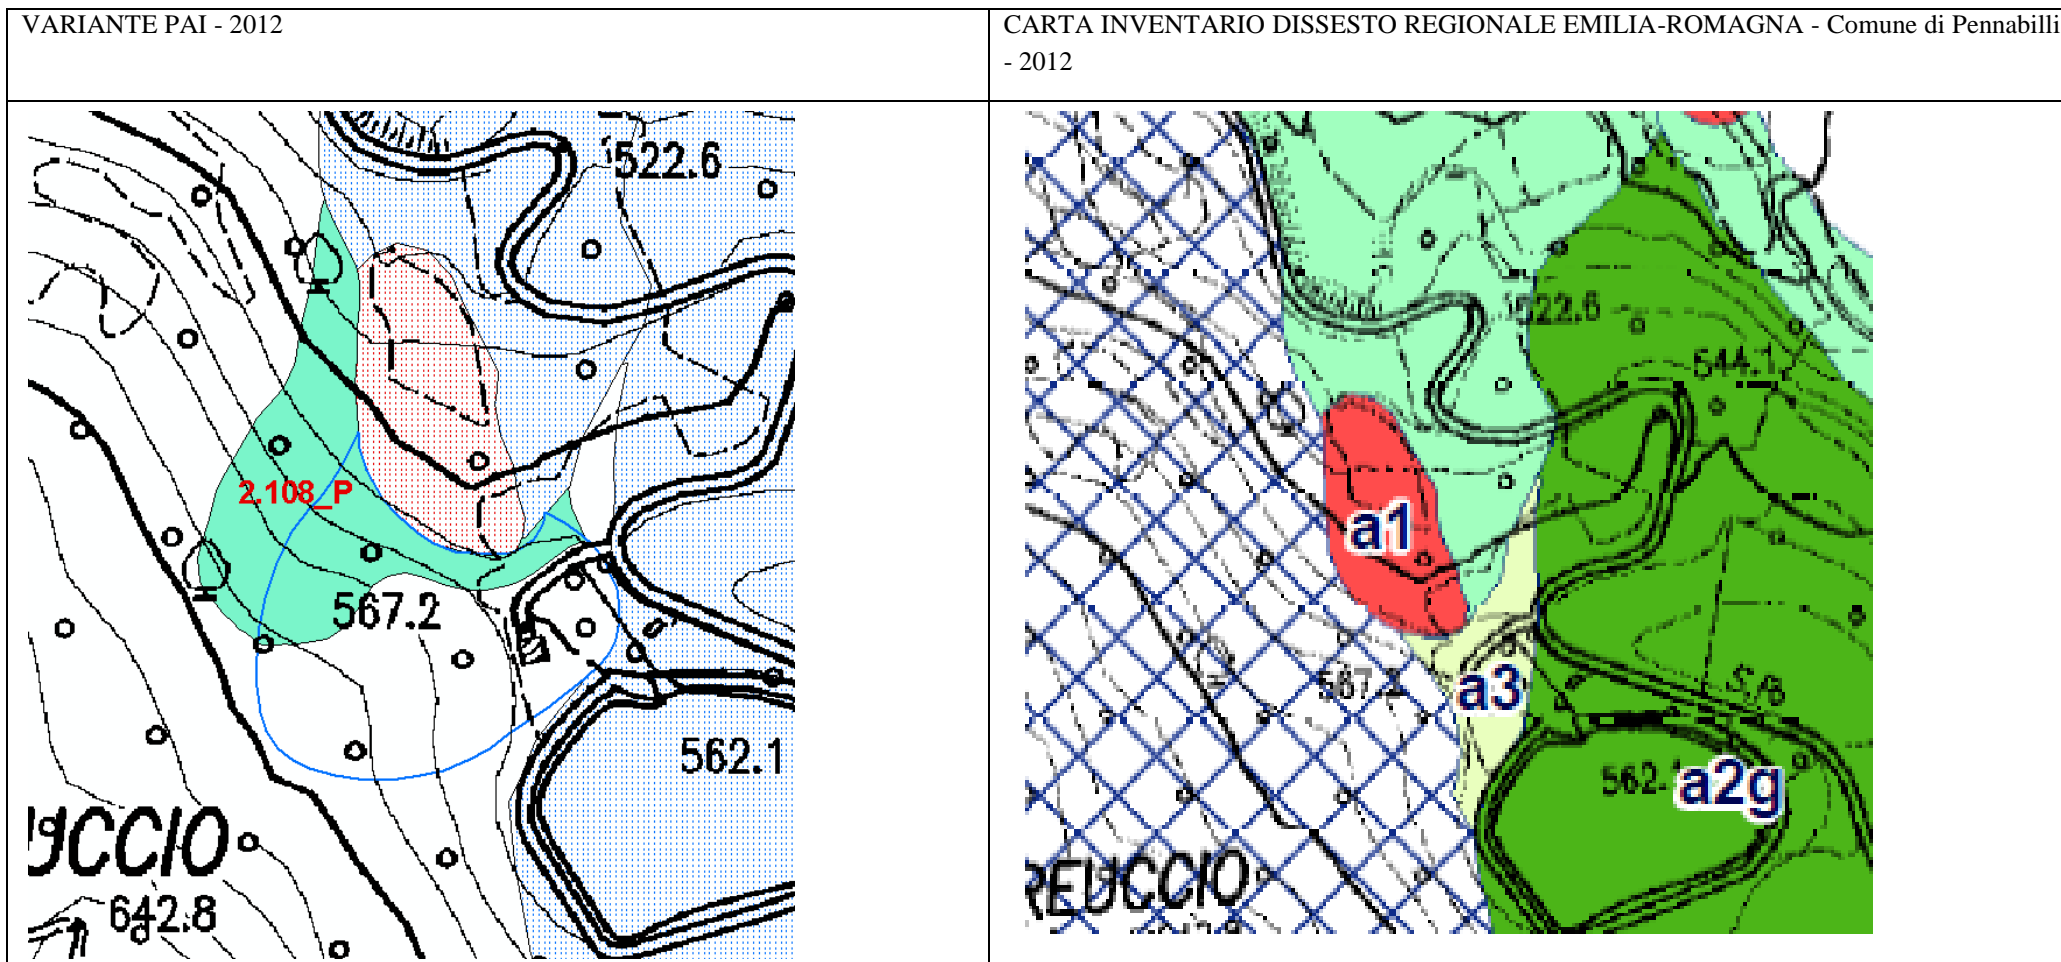 VARIANTE PAI - 2012
CARTA INVENTARIO DISSESTO REGIONALE EMILIA-ROMAGNA - Comune di Pennabilli
- 2012
522.6
2.108_P
567.2
562.1
UCCIO
642.8
522.6
544.1
a1
567.2
a3
S.P.
562.1
a2g
REUCCIO